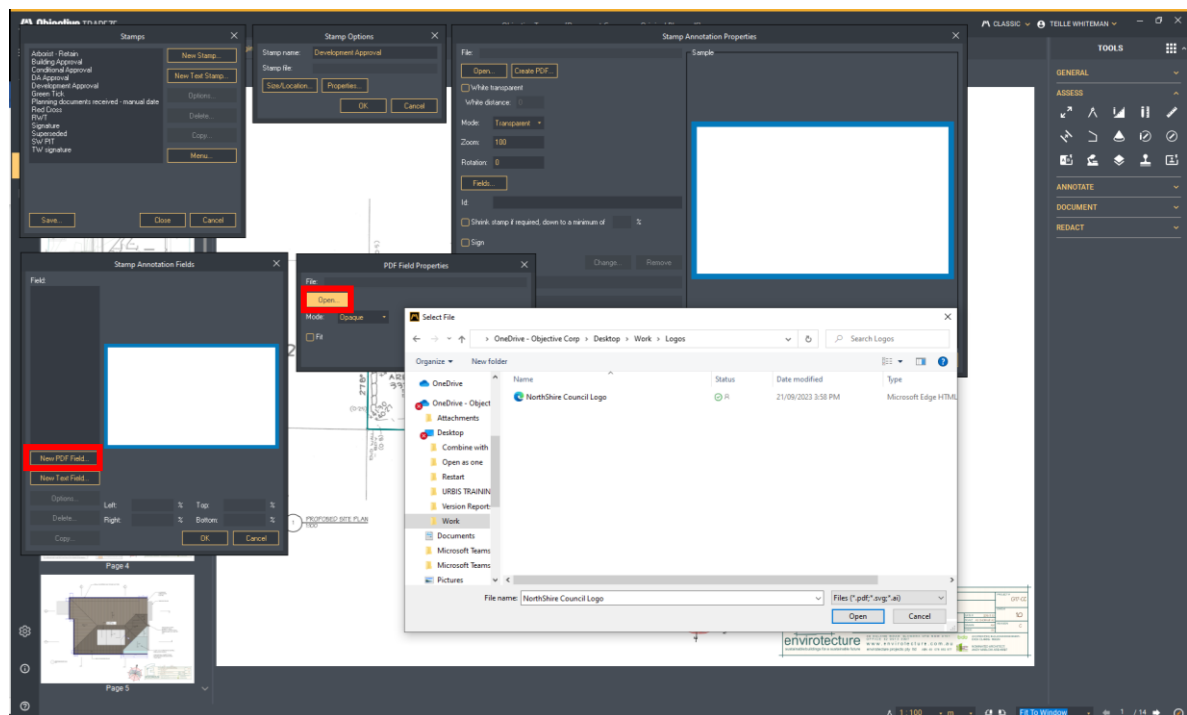 Objective TRAPEZE
CLASSIC
TEILLE WHITEMAN
Stamps
Arborist - Retain
Building Approval
Conditional Approval
DA Approval
Development Approval
Green Tick
Planning documents received - manual date
Red Cross
RWT
Signature
Superseded
SW PIT
TW signature
New Stamp...
New Text Stamp...
Options...
Delete...
Copy...
Menu...
Save...
Close
Cancel
Stamp Options
Stamp name:
Development Approval
Stamp file:
Size/Location...
Properties...
OK
Cancel
Stamp Annotation Properties
File:
Open...
Create PDF...
White transparent
White distance:
0
Mode:
Transparent
Zoom:
100
Rotation:
0
Fields...
Id:
Shrink stamp if required, down to a minimum of
%
Sign
Change...
Remove
Sample
TOOLS
GENERAL
ASSESS
ANNOTATE
DOCUMENT
REDACT
Stamp Annotation Fields
Field:
New PDF Field...
New Text Field...
Options...
Delete...
Copy...
Left:
%
Top:
%
Right:
%
Bottom:
%
OK
Cancel
PDF Field Properties
File:
Open...
Mode:
Opaque
Fit
Select File
OneDrive - Objective Corp
Desktop
Work
Logos
Search Logos
Organize
New folder
Name
Status
Date modified
Type
OneDrive
OneDrive - Object
Attachments
Desktop
Combine with
Open as one
Restart
URBIS TRAININ
Version Report
Work
Documents
Microsoft Teams
Microsoft Teams
Pictures
NorthShire Council Logo
21/09/2023 3:58 PM
Microsoft Edge HTML
File name:
NorthShire Council Logo
Files (*.pdf;*.svg;*.ai)
Open
Cancel
PROPOSED SITE PLAN
Page 4
Page 5
envirotecture
www.envirotecture.com.au
1:100
m
Fit To Window
1
/14